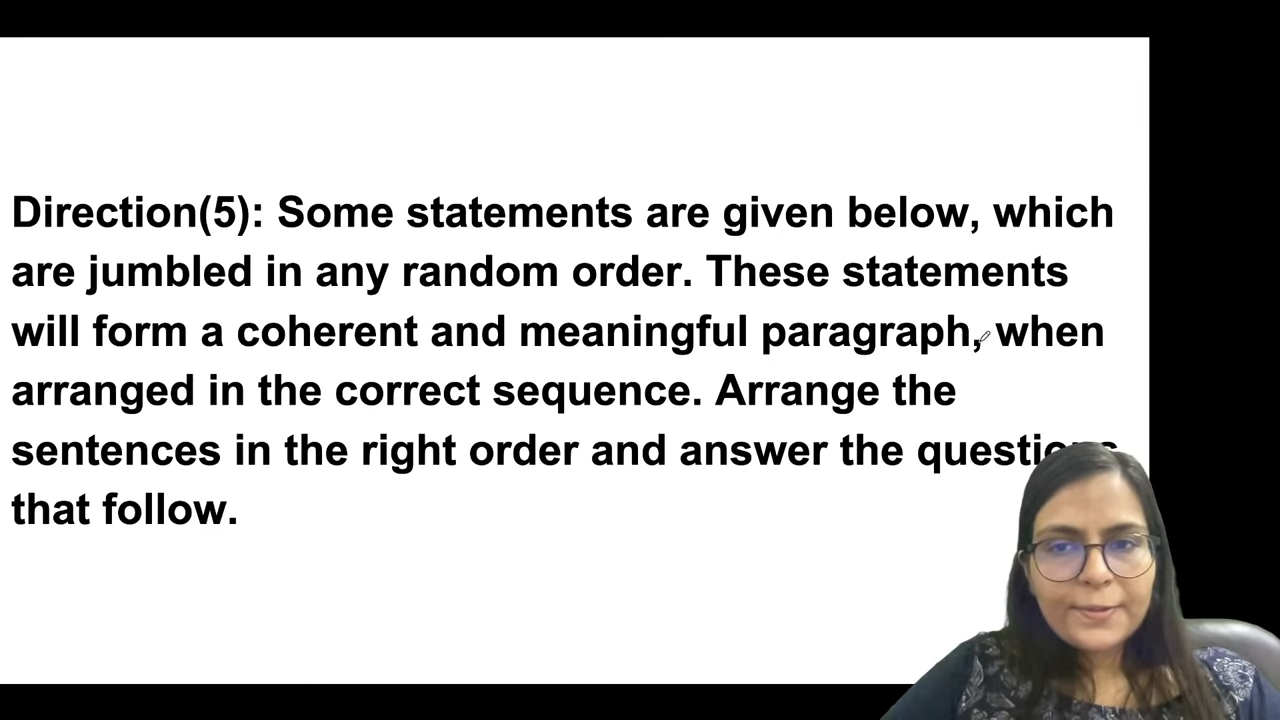 Direction(5): Some statements are given below, which
are jumbled in any random order. These statements
will form a coherent and meaningful paragraph, when
arranged in the correct sequence. Arrange the
sentences in the right order and answer the questions
that follow.